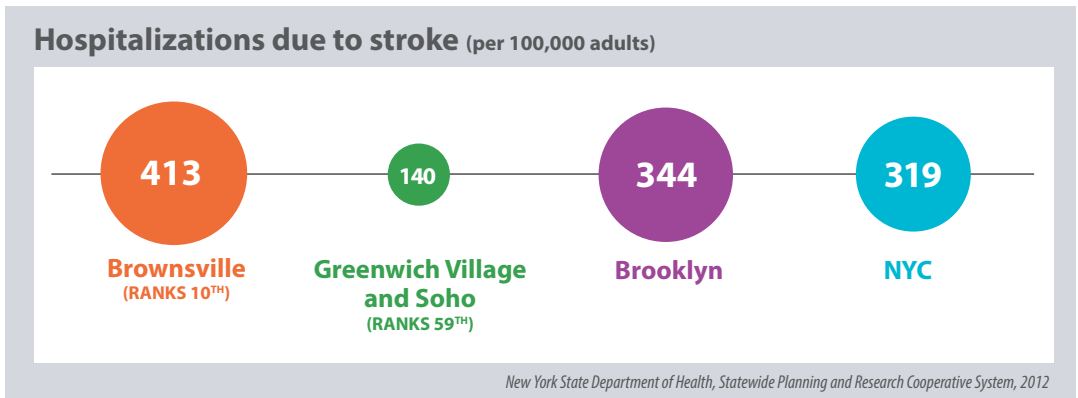 Hospitalizations due to stroke (per 100,000 adults)
413
140
344
319
Brownsville
(RANKS 10TH)
Greenwich Village
and Soho
(RANKS 59TH)
Brooklyn
NYC
New York State Department of Health, Statewide Planning and Research Cooperative System, 2012